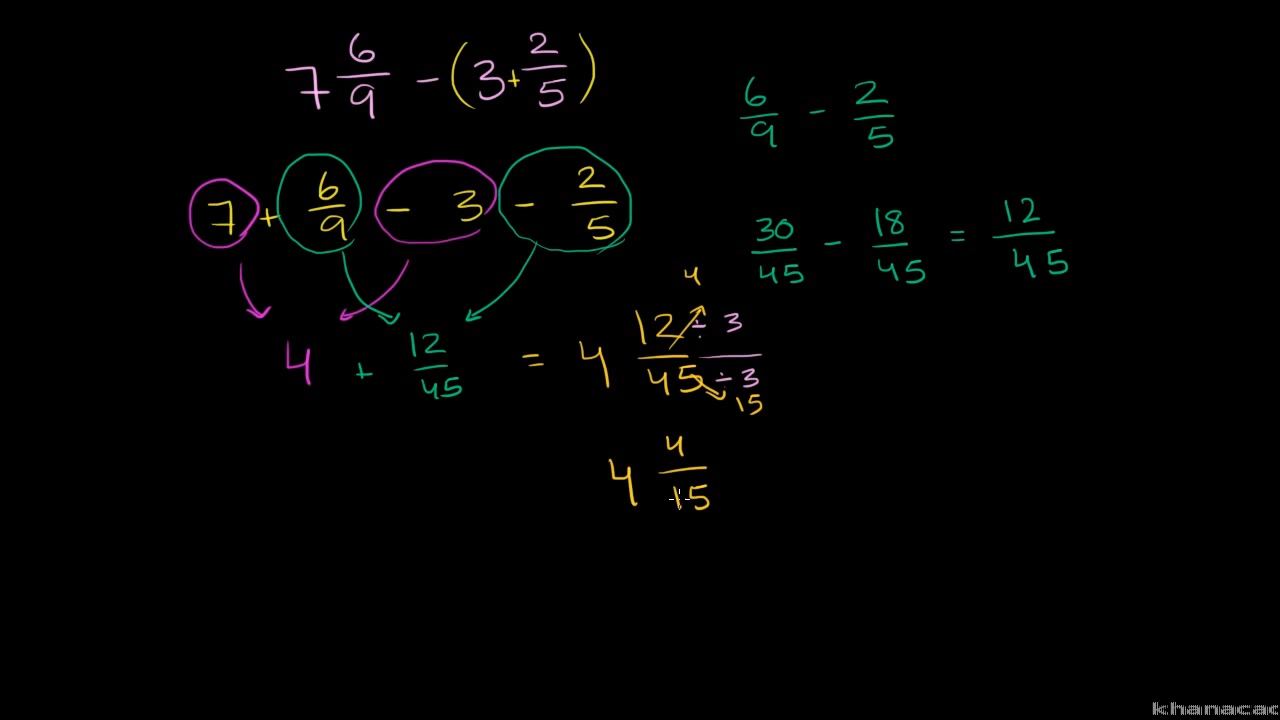 7 6/9 - (3 + 2/5)
6/9 - 2/5
7 + 6/9 - 3 - 2/5
30/45 - 18/45 = 12/45
4 + 12/45 = 4 12/45 ÷ 3/÷ 3
4
15
4 4/15
khanacad